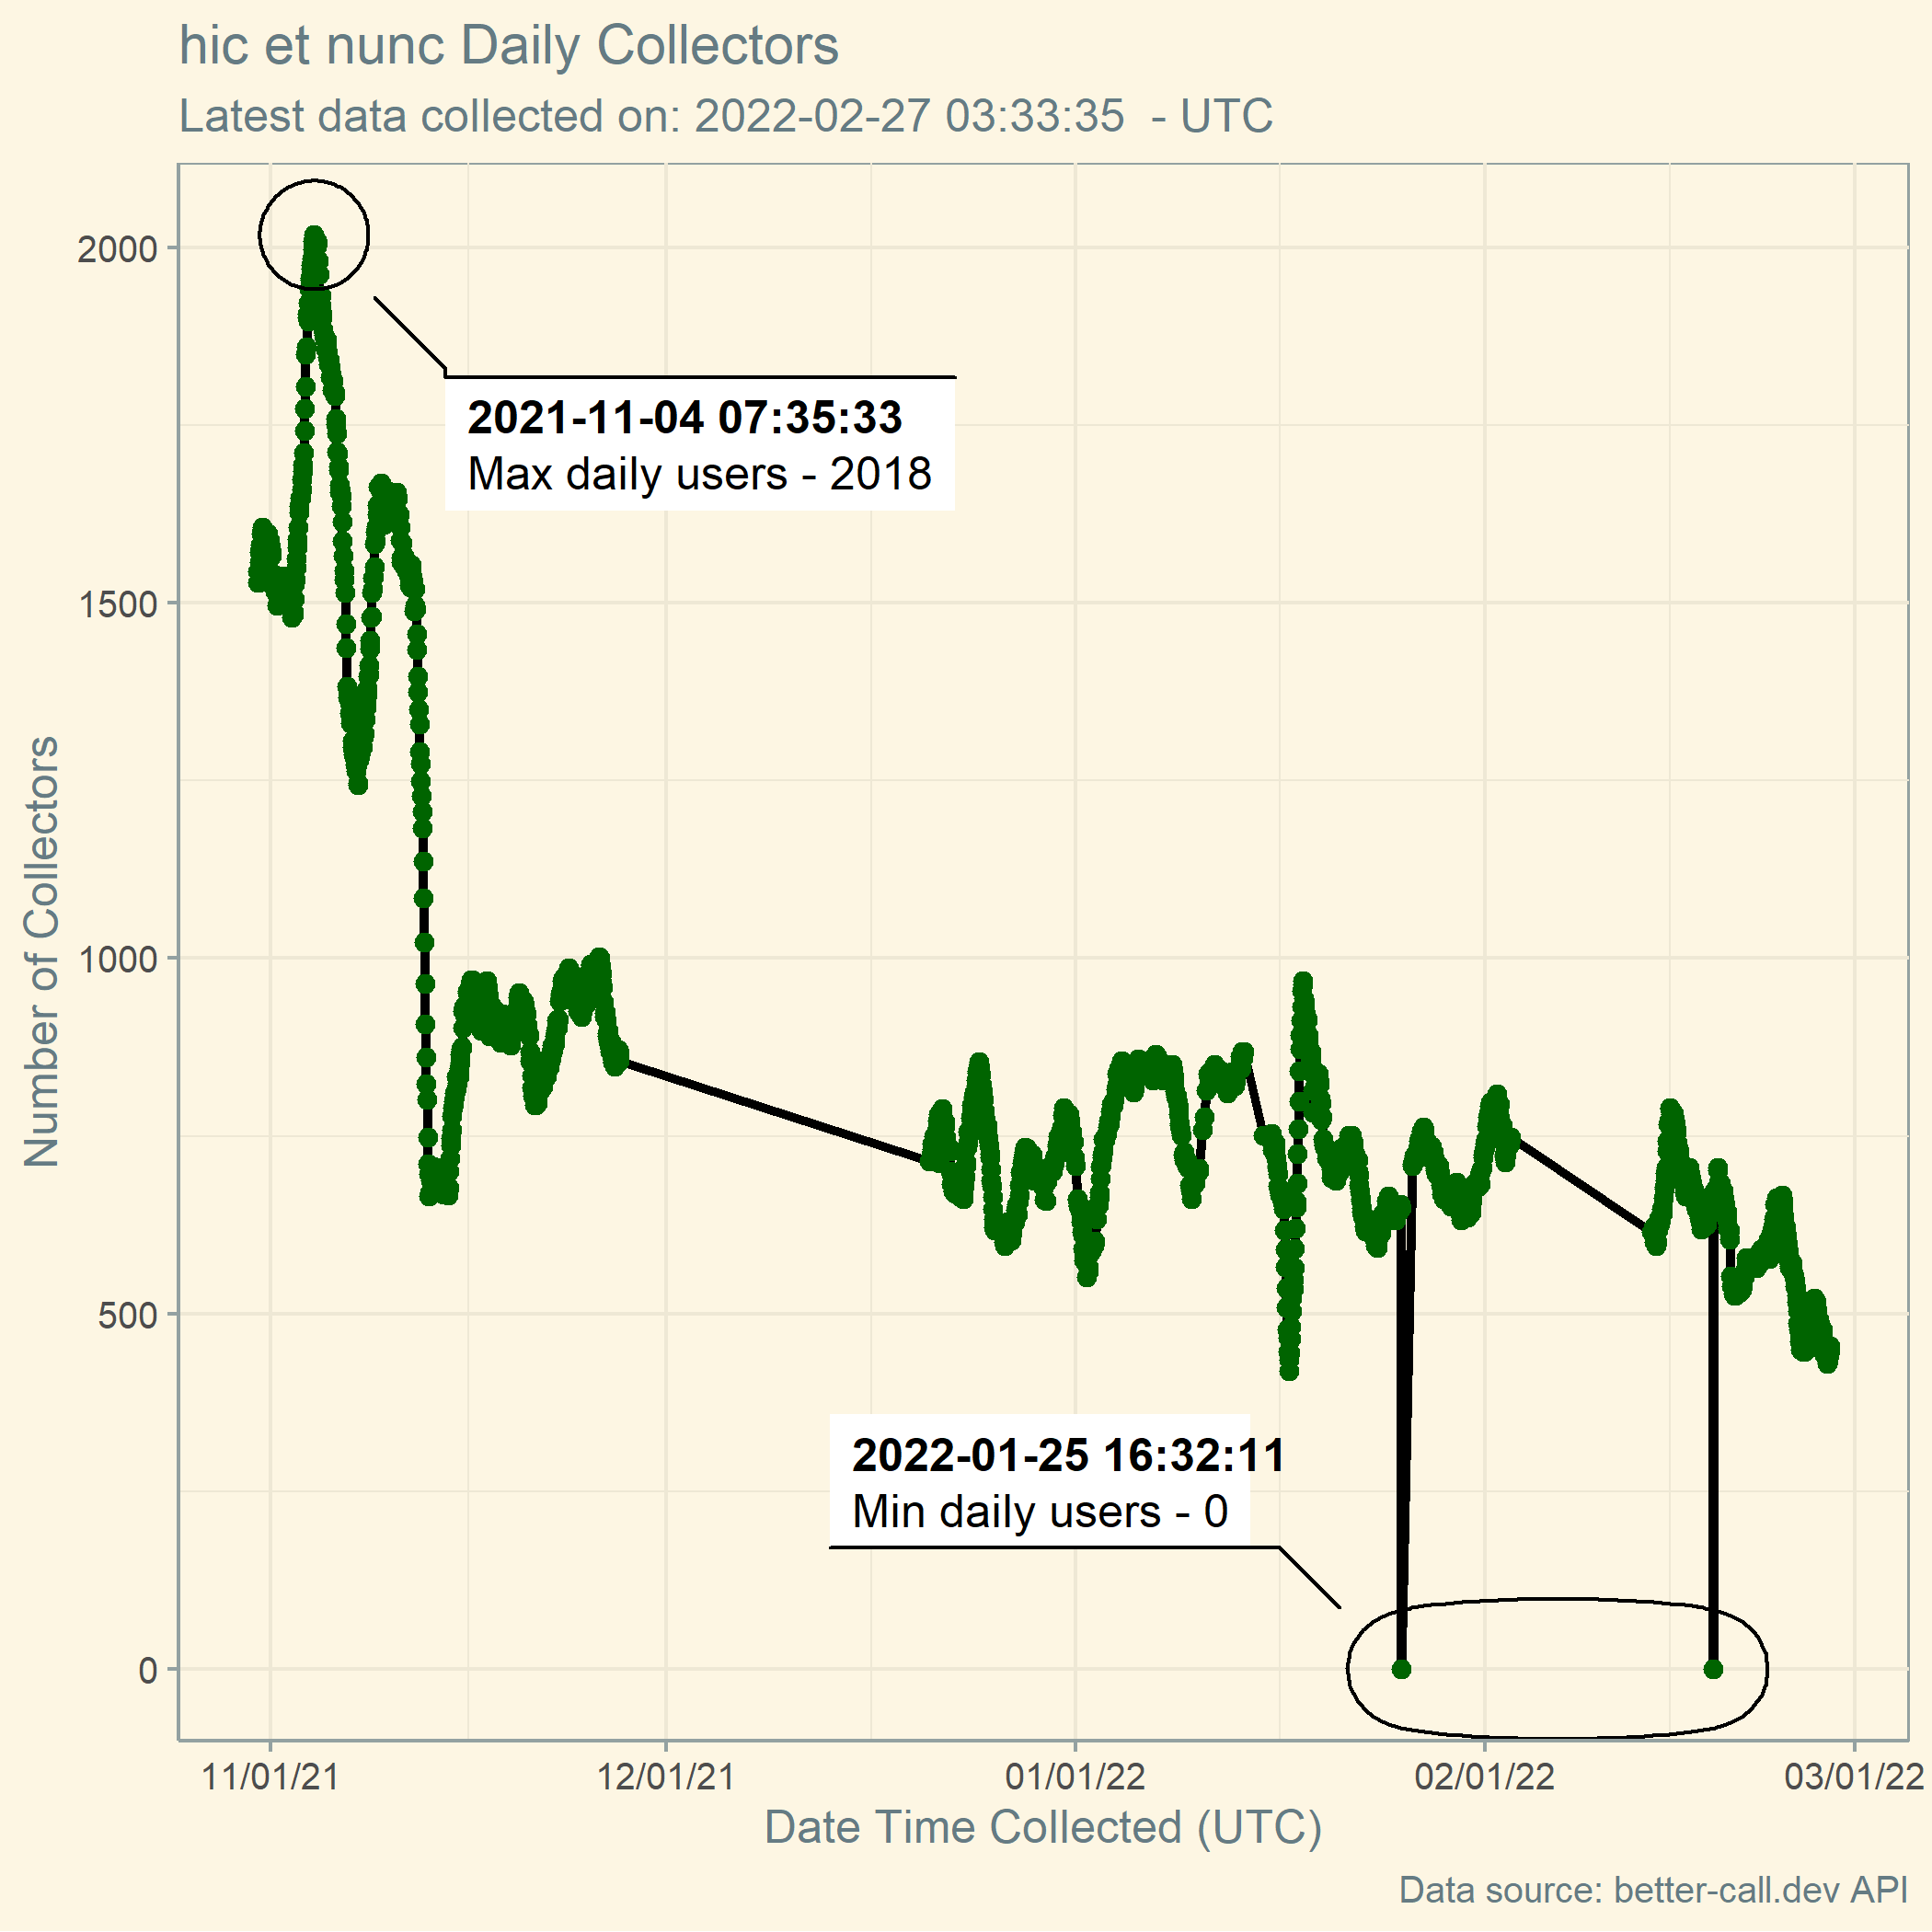 hic et nunc Daily Collectors
Latest data collected on: 2022-02-27 03:33:35  - UTC
Number of Collectors
2000
1500
1000
500
0
2021-11-04 07:35:33
Max daily users - 2018
2022-01-25 16:32:11
Min daily users - 0
11/01/21
12/01/21
01/01/22
02/01/22
03/01/22
Date Time Collected (UTC)
Data source: better-call.dev API